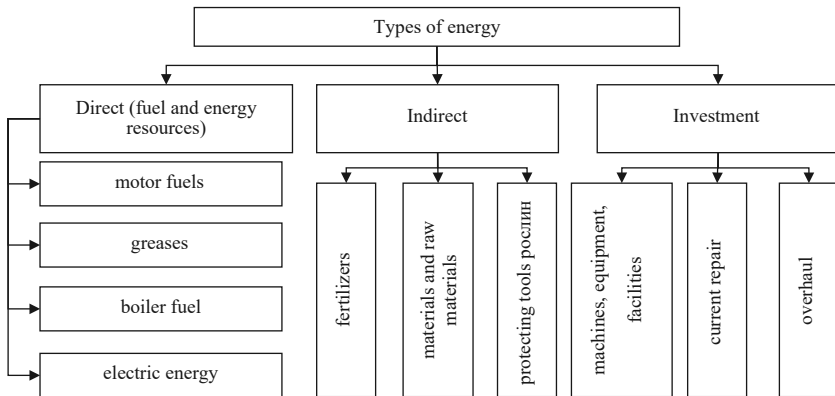 Types of energy
Direct (fuel and energy
resources)
Indirect
Investment
motor fuels
greases
boiler fuel
electric energy
fertilizers
materials and raw
materials
protecting tools рослин
machines, equipment,
facilities
current repair
overhaul